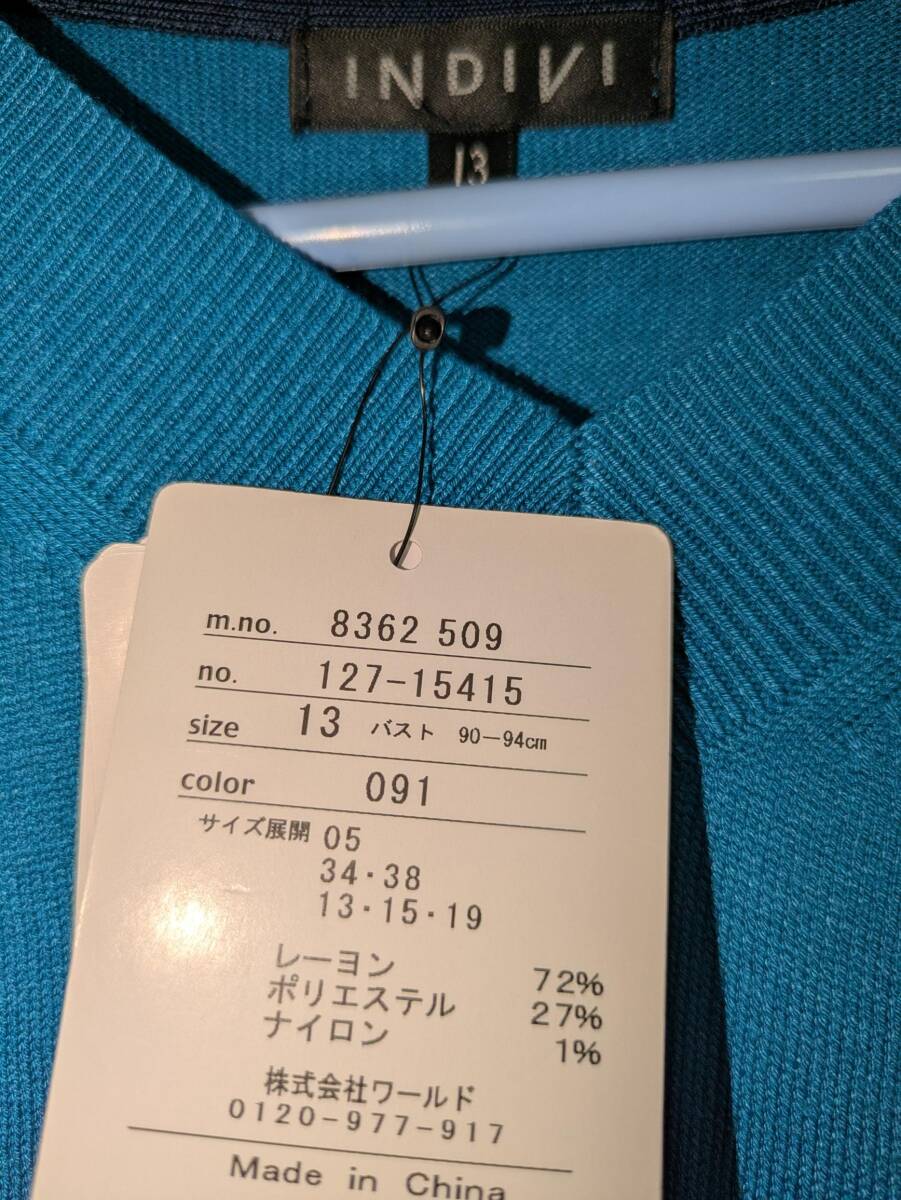 INDIVI
13
m.no. 8362 509
no. 127-15415
size 13 バスト 90-94cm
color 091
サイズ展開 05
34・38
13・15・19
レーヨン 72%
ポリエステル 27%
ナイロン 1%
株式会社ワールド
0120-977-917
Made in China